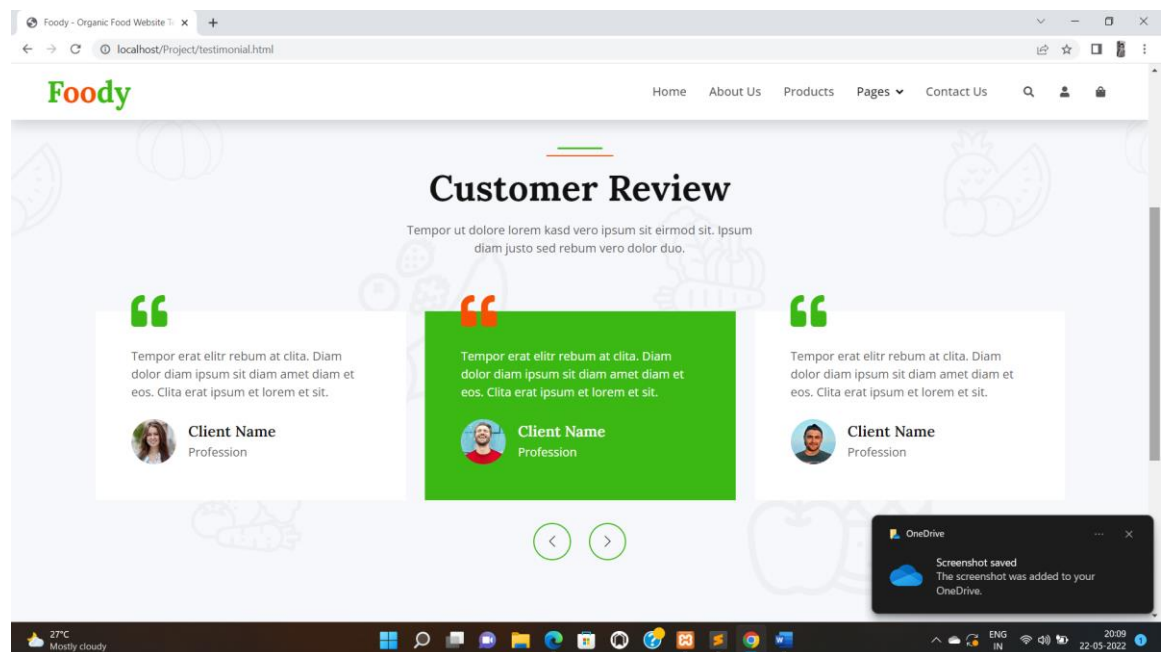 Foody - Organic Food Website T
localhost/Project/testimonial.html
Foody
Home About Us Products Pages Contact Us
Customer Review
Tempor ut dolore lorem kasd vero ipsum sit eirmod sit. Ipsum
diam justo sed rebum vero dolor duo.
Tempor erat elitr rebum at clita. Diam
dolor diam ipsum sit diam amet diam et
eos. Clita erat ipsum et lorem et sit.
Client Name
Profession
Tempor erat elitr rebum at clita. Diam
dolor diam ipsum sit diam amet diam et
eos. Clita erat ipsum et lorem et sit.
Client Name
Profession
Tempor erat elitr rebum at clita. Diam
dolor diam ipsum sit diam amet diam et
eos. Clita erat ipsum et lorem et sit.
Client Name
Profession
OneDrive
Screenshot saved
The screenshot was added to your
OneDrive.
27°C
Mostly cloudy
ENG
IN
20:09
22-05-2022
1